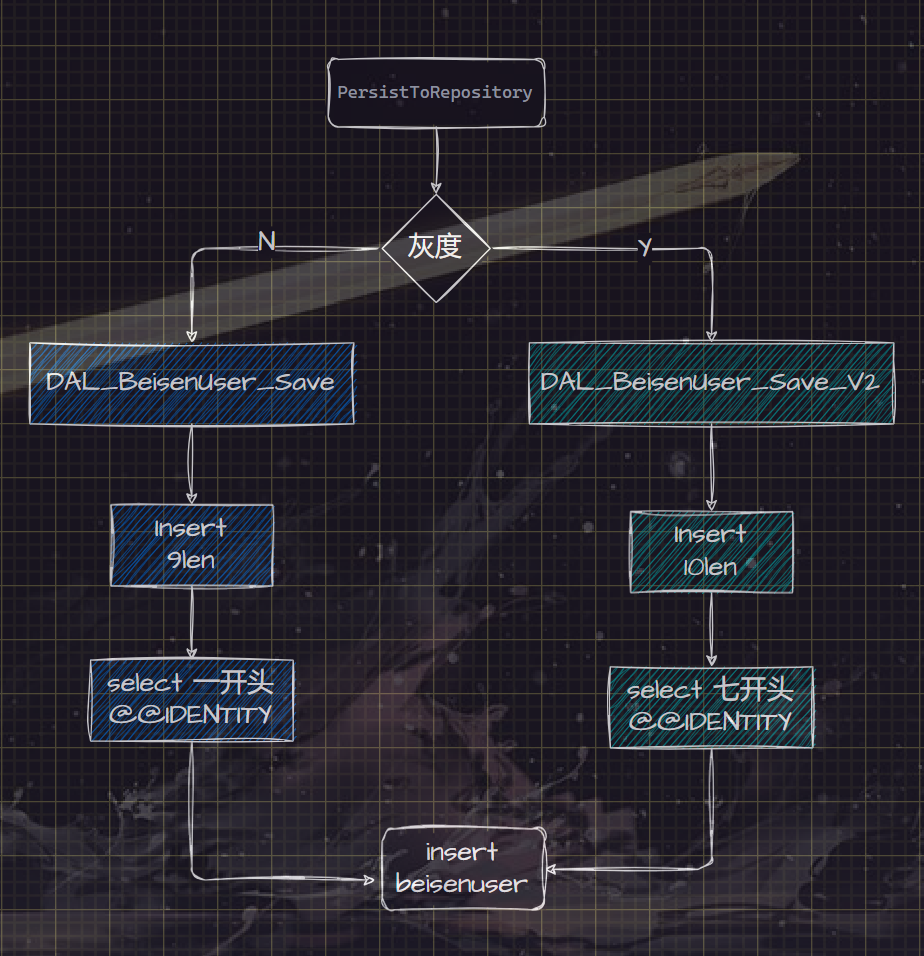 PersistToRepository
灰度
N
Y
DAL_BeisenUser_Save
DAL_BeisenUser_Save_V2
Insert
9len
Insert
10len
select 一开头
@@IDENTITY
select 七开头
@@IDENTITY
insert
beisenuser